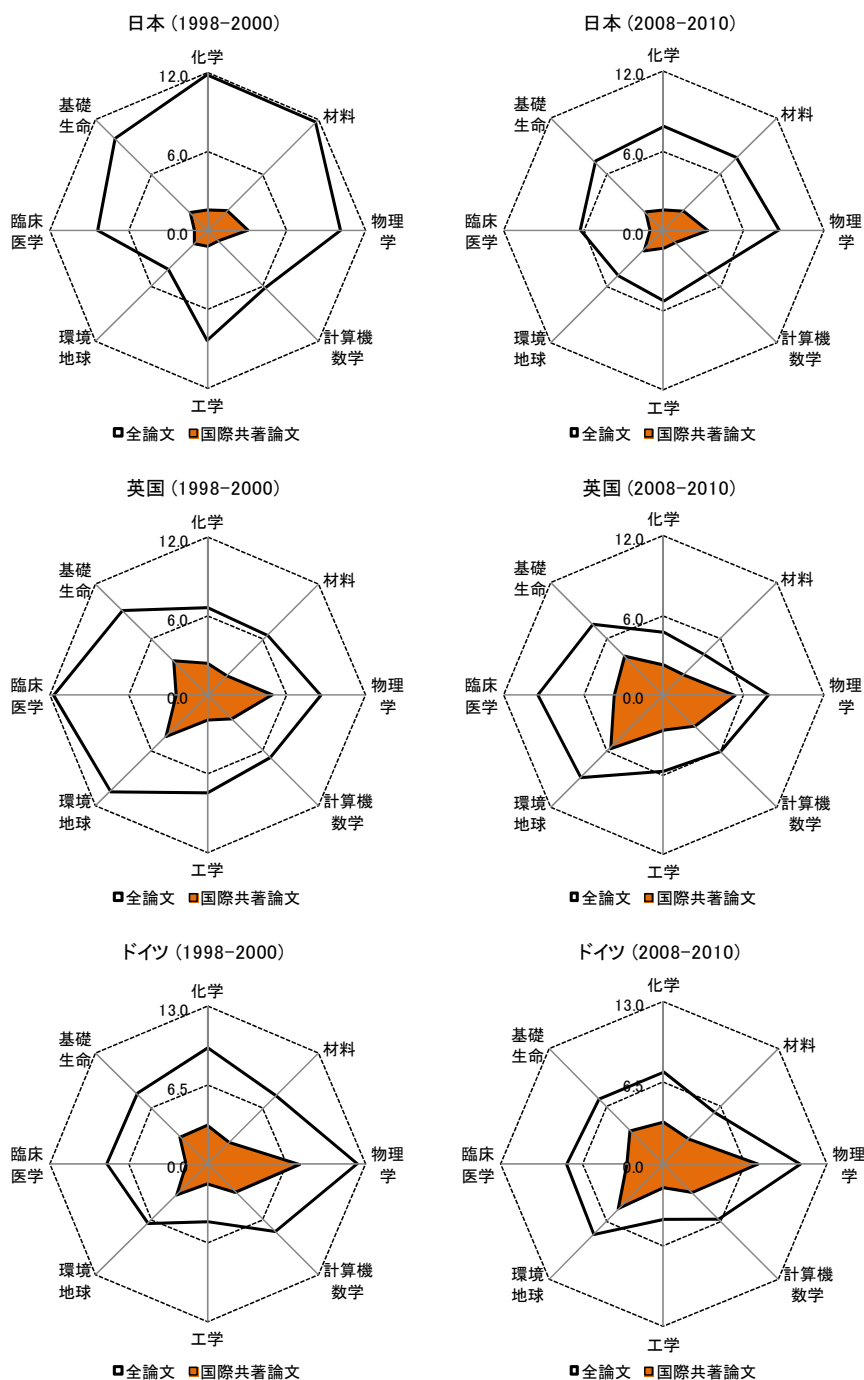 日本 (1998-2000)
化学
12.0
材料
基礎
生命
6.0
物理
学
臨床
医学
0.0
計算機
数学
環境
地球
工学
全論文 国際共著論文
日本 (2008-2010)
化学
12.0
材料
基礎
生命
6.0
物理
学
臨床
医学
0.0
計算機
数学
環境
地球
工学
全論文 国際共著論文
英国 (1998-2000)
化学
12.0
材料
基礎
生命
6.0
物理
学
臨床
医学
0.0
計算機
数学
環境
地球
工学
全論文 国際共著論文
英国 (2008-2010)
化学
12.0
材料
基礎
生命
6.0
物理
学
臨床
医学
0.0
計算機
数学
環境
地球
工学
全論文 国際共著論文
ドイツ (1998-2000)
化学
13.0
材料
基礎
生命
6.5
物理
学
臨床
医学
0.0
計算機
数学
環境
地球
工学
全論文 国際共著論文
ドイツ (2008-2010)
化学
13.0
材料
基礎
生命
6.5
物理
学
臨床
医学
0.0
計算機
数学
環境
地球
工学
全論文 国際共著論文